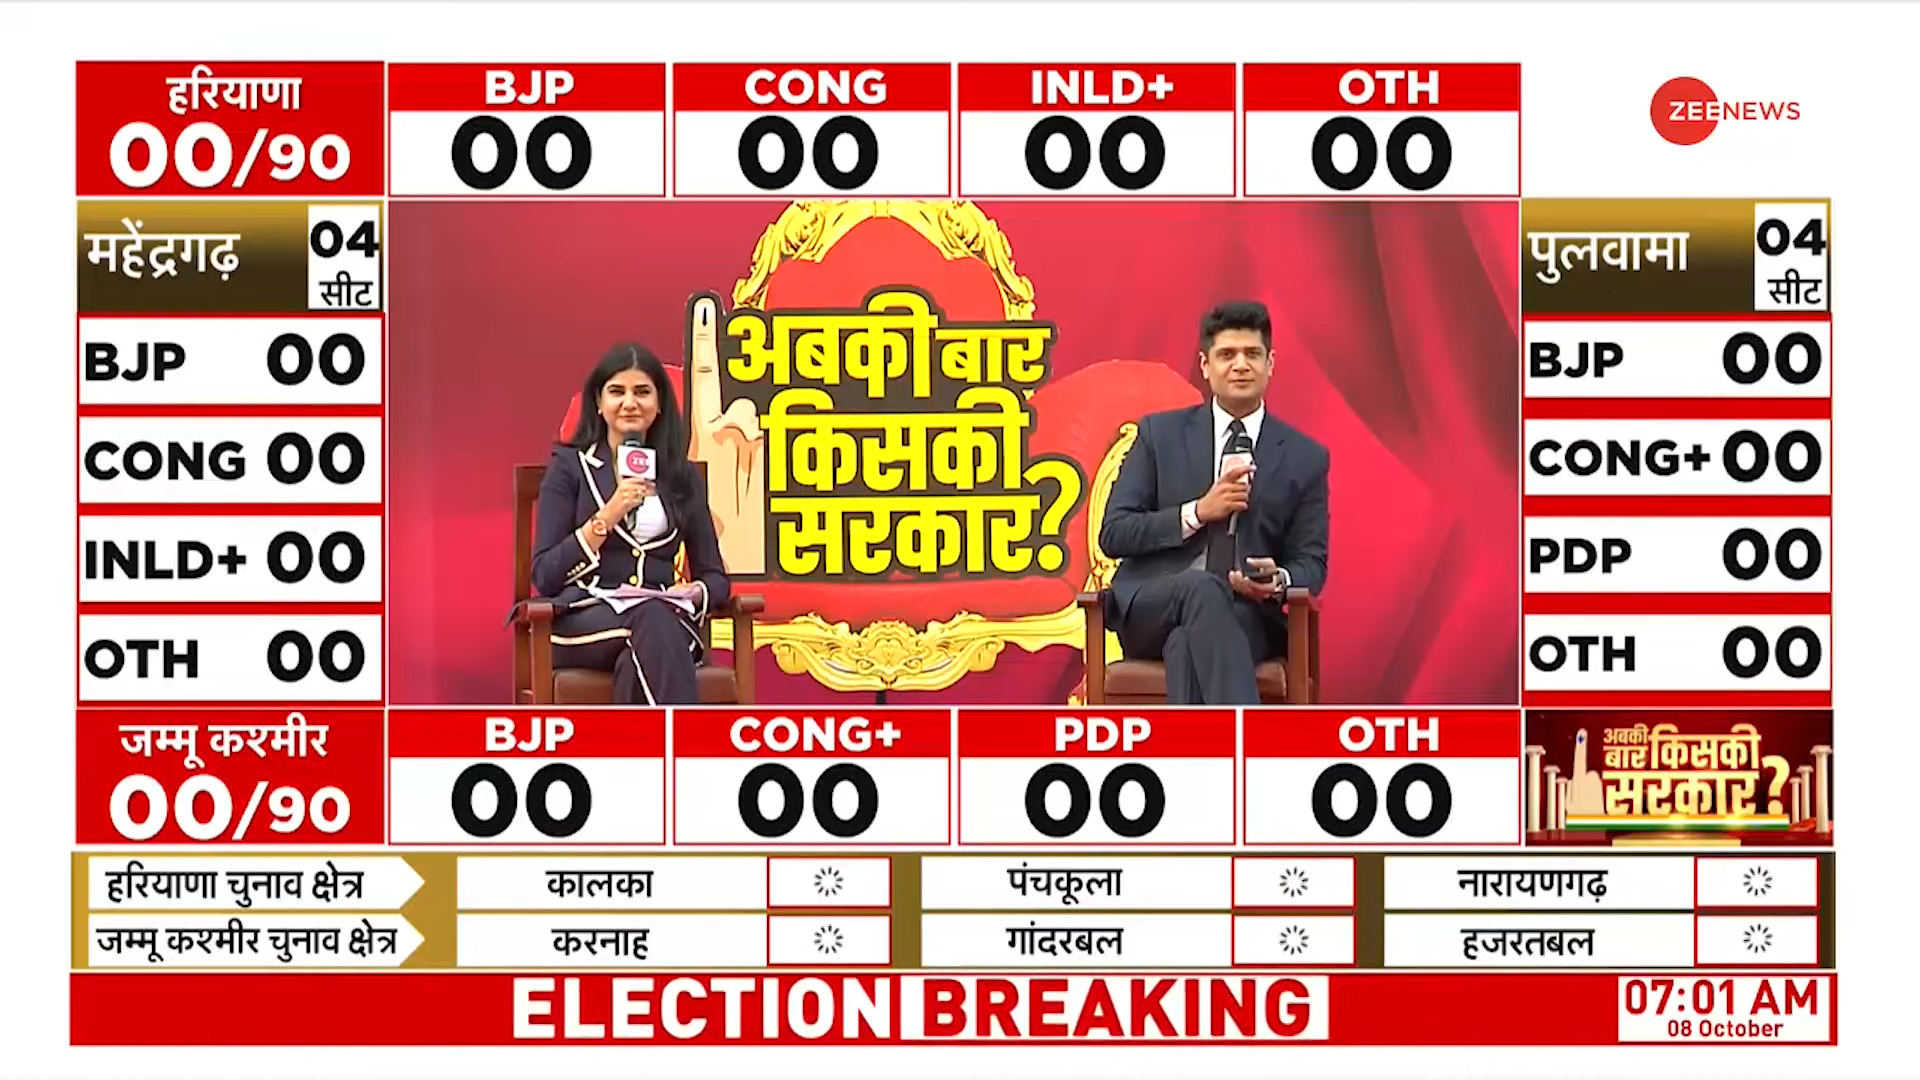 हरियाणा
00/90
BJP
00
CONG
00
INLD+
00
OTH
00
ZEENEWS
महेंद्रगढ़
04
सीट
BJP 00
CONG 00
INLD+ 00
OTH 00
अबकी बार
किसकी
सरकार?
ZEE
पुलवामा
04
सीट
BJP 00
CONG+ 00
PDP 00
OTH 00
जम्मू कश्मीर
00/90
BJP
00
CONG+
00
PDP
00
OTH
00
अबकी
बार किसकी
सरकार?
हरियाणा चुनाव क्षेत्र कालका पंचकूला नारायणगढ़
जम्मू कश्मीर चुनाव क्षेत्र करनाह गांदरबल हजरतबल
ELECTION BREAKING
07:01 AM
08 October